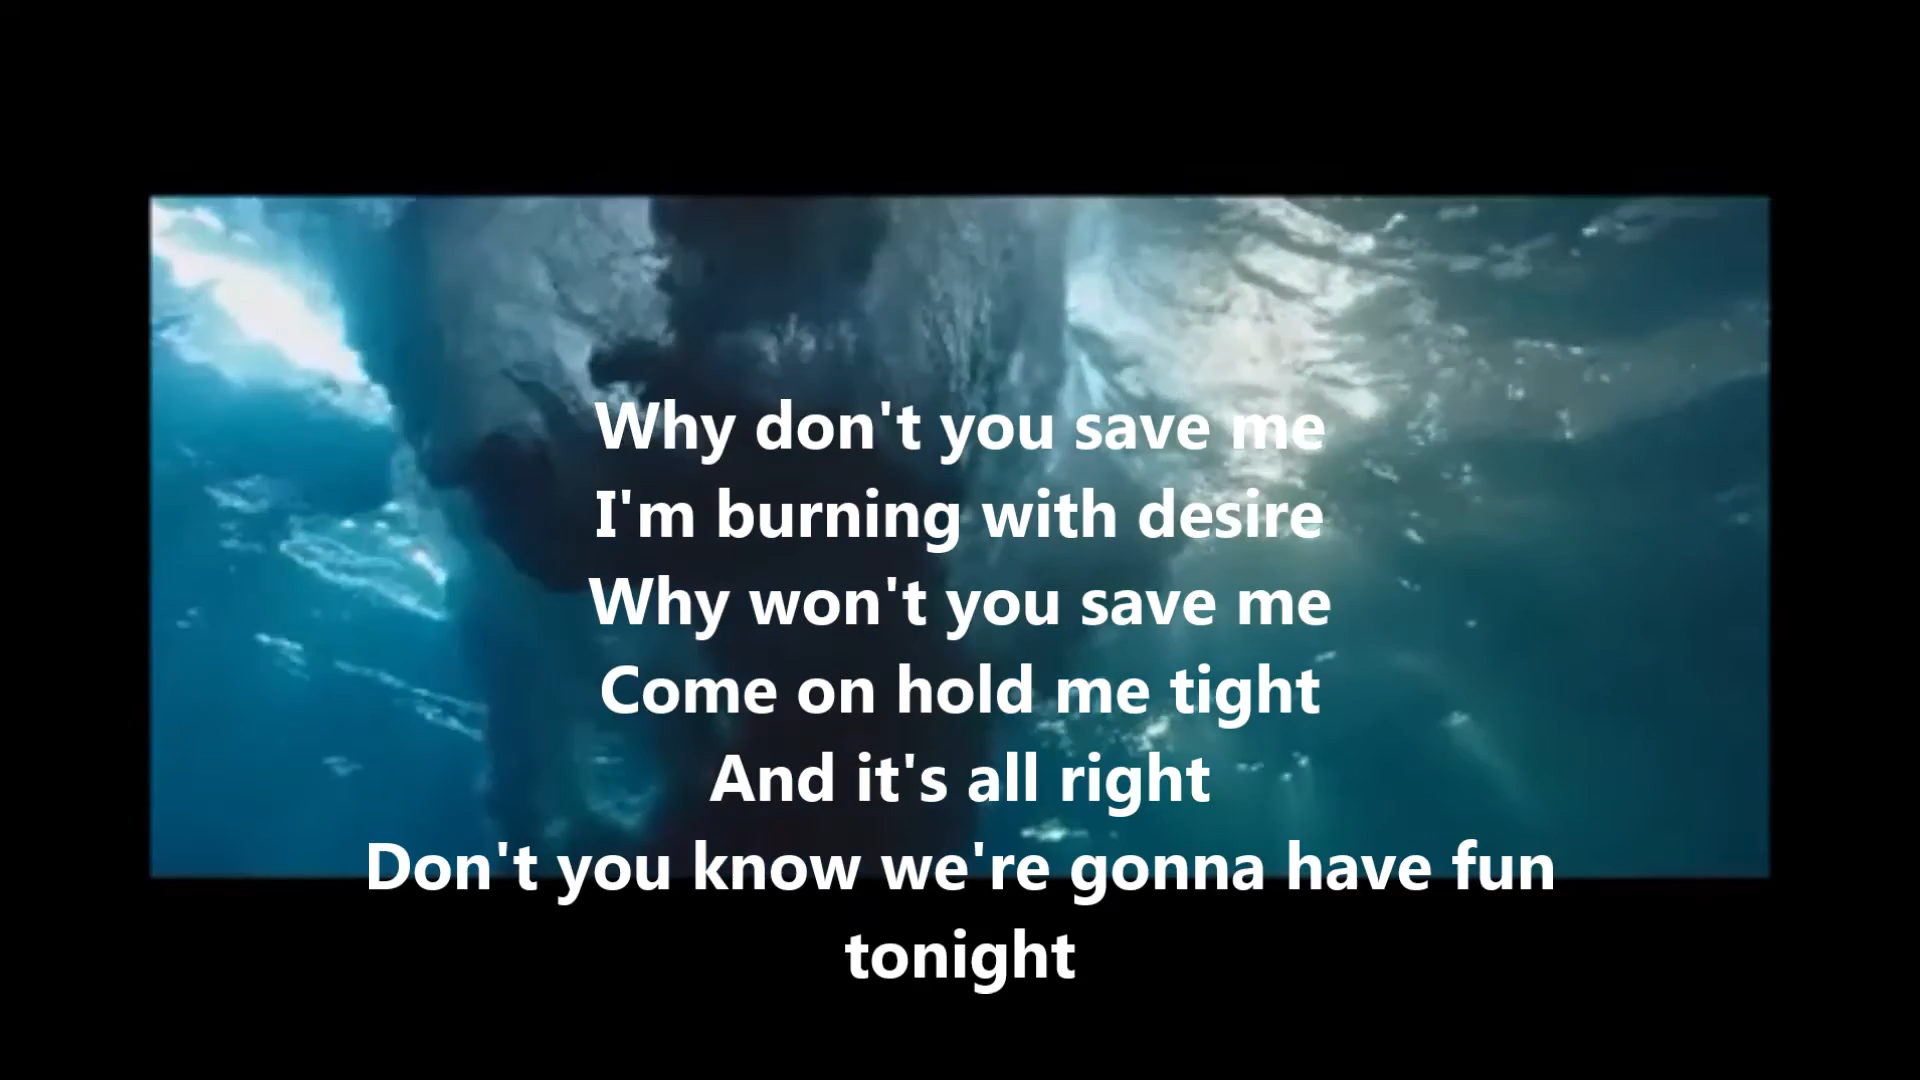 Why don't you save me
I'm burning with desire
Why won't you save me
Come on hold me tight
And it's all right
Don't you know we're gonna have fun
tonight